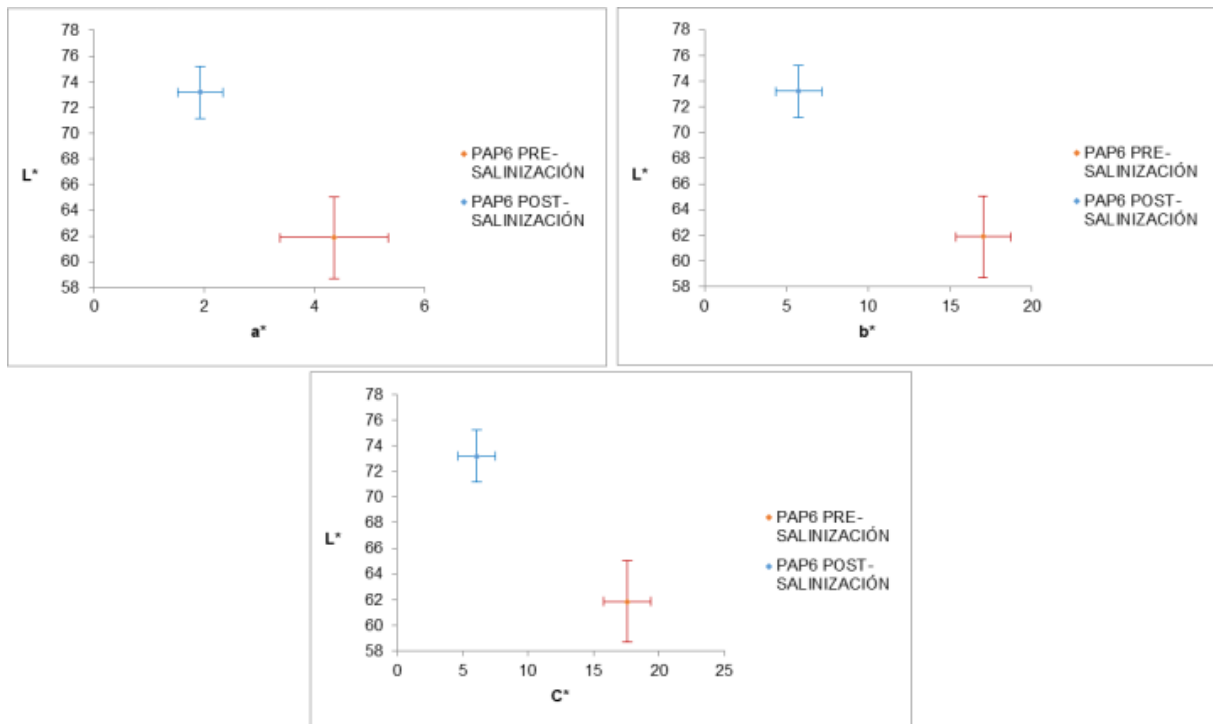 78
76
74
72
70
68
66
64
62
60
58
L*
0
2
4
6
a*
PAP6 PRE-
SALINIZACIÓN
PAP6 POST-
SALINIZACIÓN
78
76
74
72
70
68
66
64
62
60
58
L*
0
5
10
15
20
b*
PAP6 PRE-
SALINIZACIÓN
PAP6 POST-
SALINIZACIÓN
78
76
74
72
70
68
66
64
62
60
58
L*
0
5
10
15
20
25
C*
PAP6 PRE-
SALINIZACIÓN
PAP6 POST-
SALINIZACIÓN